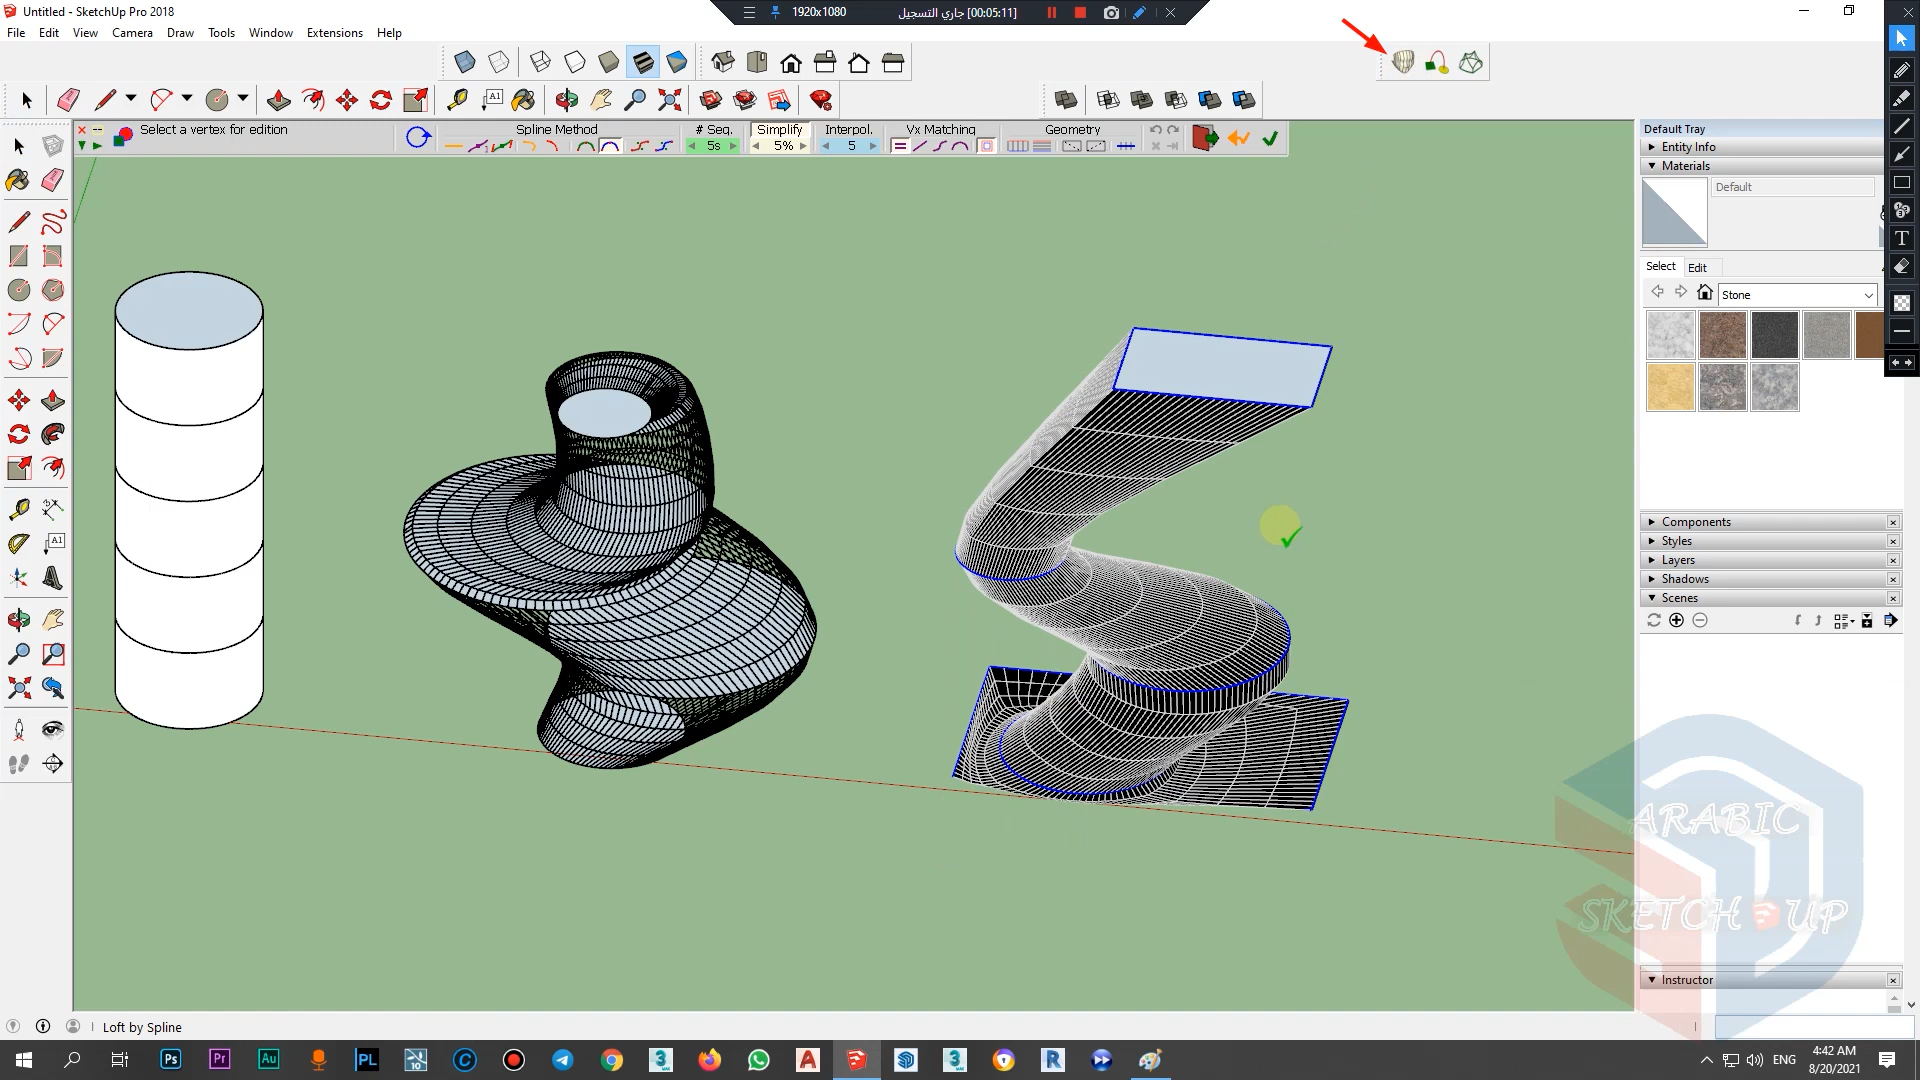 Untitled - SketchUp Pro 2018
1920x1080
[00:05:11] جاري التسجيل
File Edit View Camera Draw Tools Window Extensions Help
Select a vertex for edition
Spline Method
# Seq.
5s
Simplify
5%
Interpol.
5
Vx Matching
Geometry
Default Tray
Entity Info
Materials
Default
Select
Edit
Stone
Components
Styles
Layers
Shadows
Scenes
Instructor
ARABIC
SKETCH UP
Loft by Spline
ENG
4:42 AM
8/20/2021